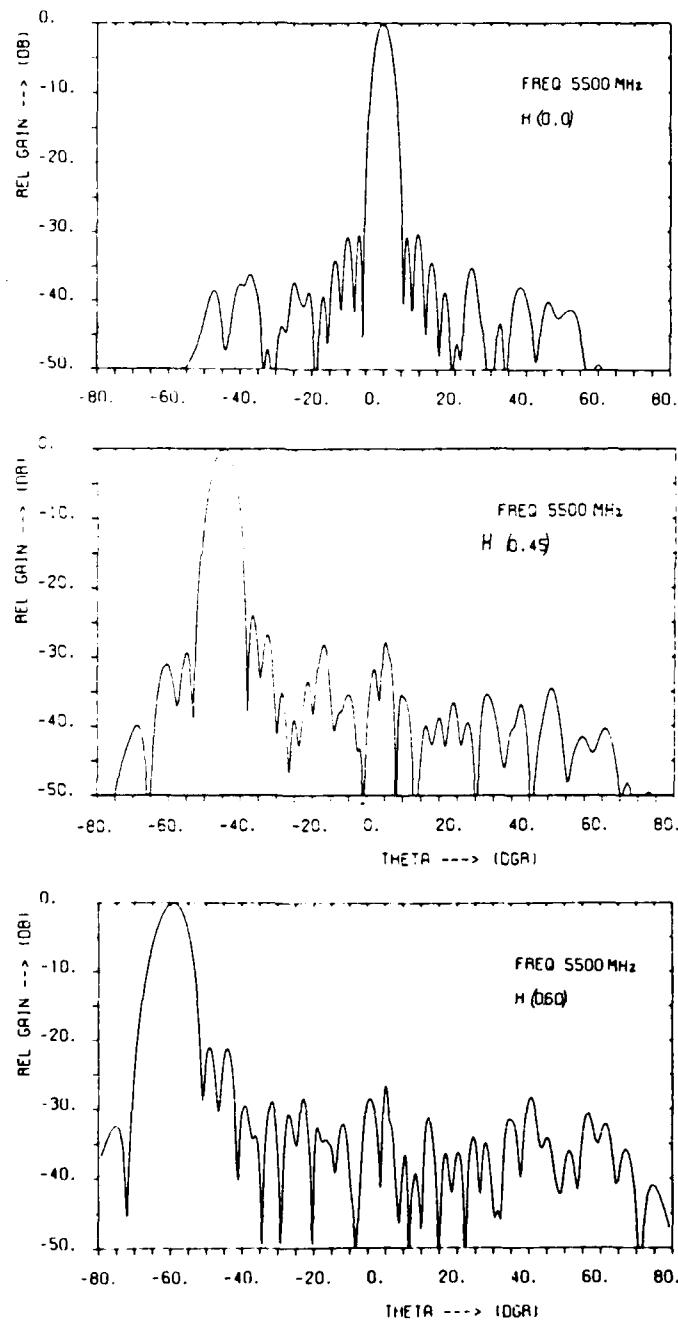 0.
-10.
-20.
-30.
-40.
-50.
REL GAIN --> (DB)
FREQ 5500 MHz
H (0.0)
-80. -60. -40. -20. 0. 20. 40. 60. 80.
0.
-10.
-20.
-30.
-40.
-50.
REL GAIN --> (DB)
FREQ 5500 MHz
H (0.45)
-80. -60. -40. -20. 0. 20. 40. 60. 80.
THETA ---> (DGR)
0.
-10.
-20.
-30.
-40.
-50.
REL GAIN --> (DB)
FREQ 5500 MHz
H (060)
-80. -60. -40. -20. 0. 20. 40. 60. 80.
THETA ---> (DGR)